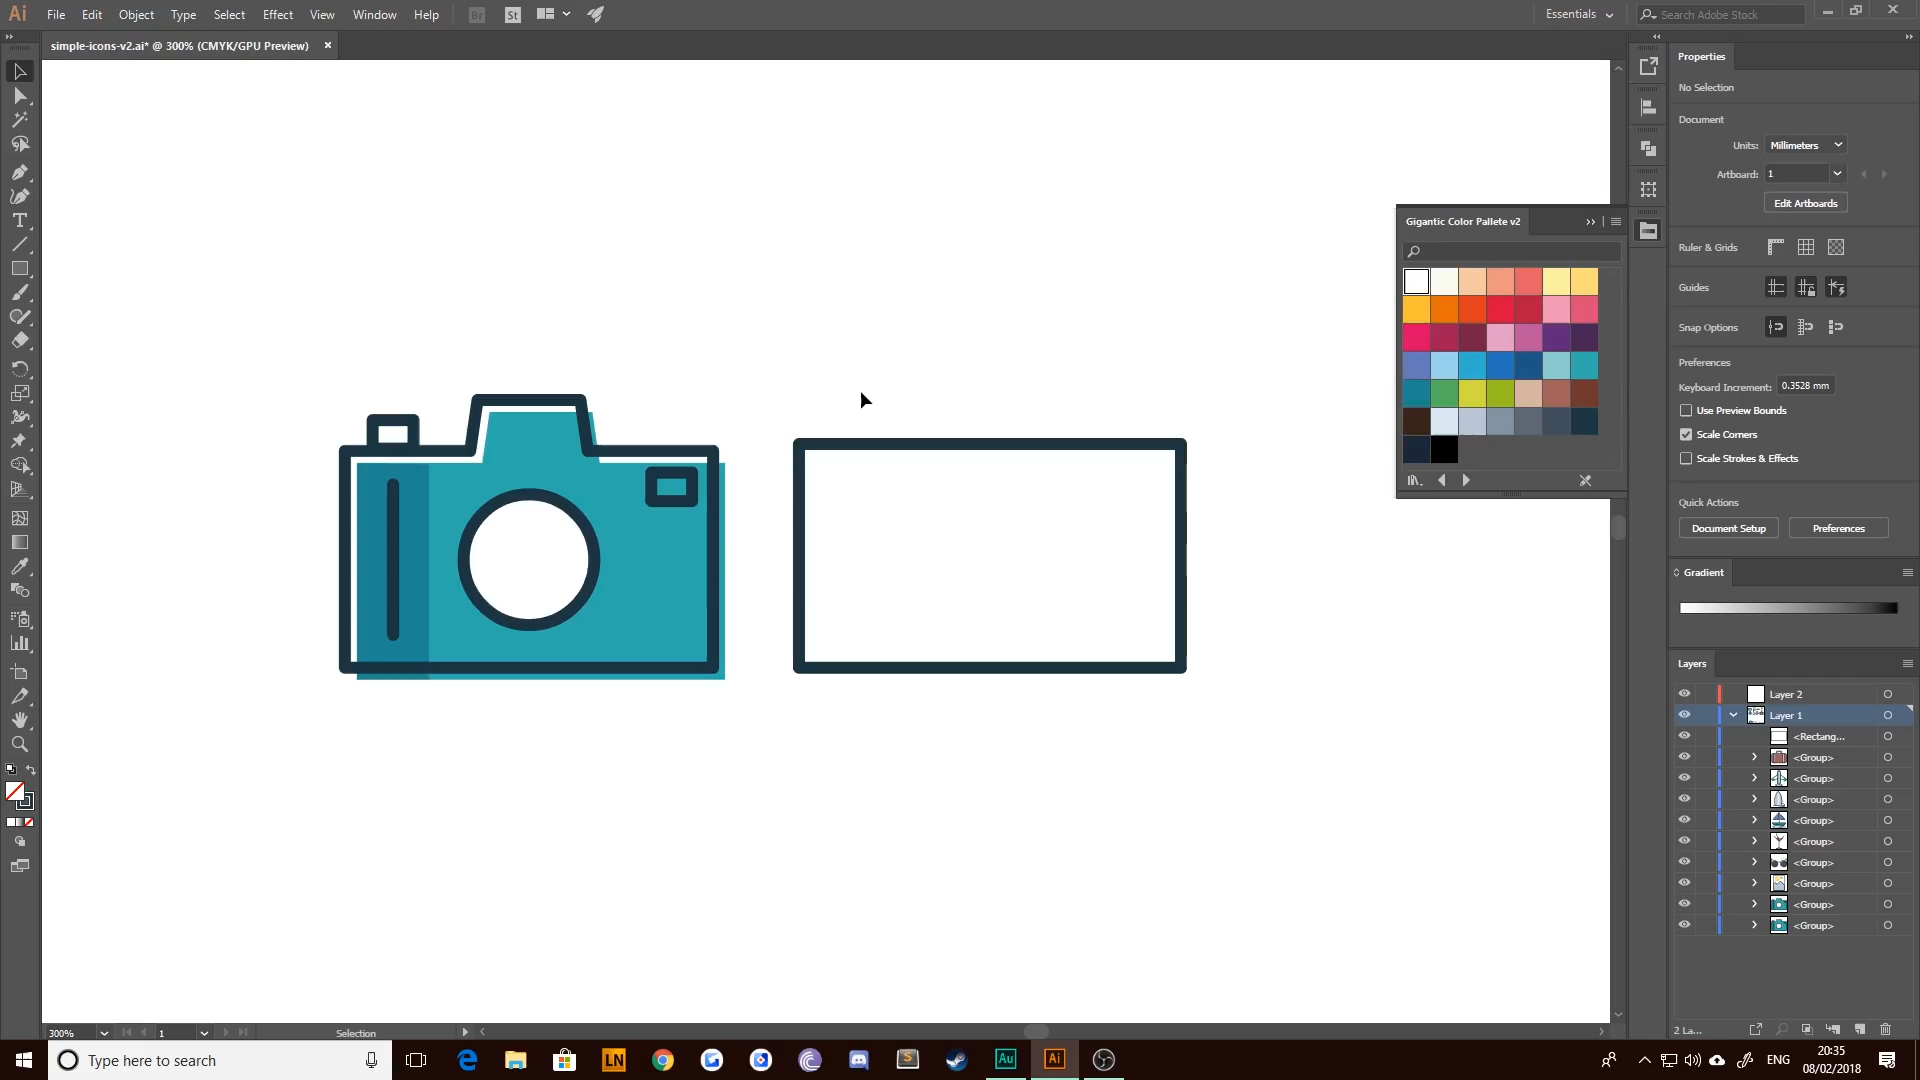 Ai File Edit Object Type Select Effect View Window Help Br St Essentials Search Adobe Stock
simple-icons-v2.ai* @ 300% (CMYK/GPU Preview) ×
Properties
No Selection
Document
Units: Millimeters
Artboard: 1
Edit Artboards
Gigantic Color Pallete v2
Ruler & Grids
Guides
Snap Options
Preferences
Keyboard Increment: 0.3528 mm
Use Preview Bounds
Scale Corners
Scale Strokes & Effects
Quick Actions
Document Setup Preferences
Gradient
Layers
Layer 2
Layer 1
<Rectang...
<Group>
<Group>
<Group>
<Group>
<Group>
<Group>
<Group>
<Group>
<Group>
2 La...
300% 1 Selection
Type here to search LN S Au Ai ENG
20:35
08/02/2018